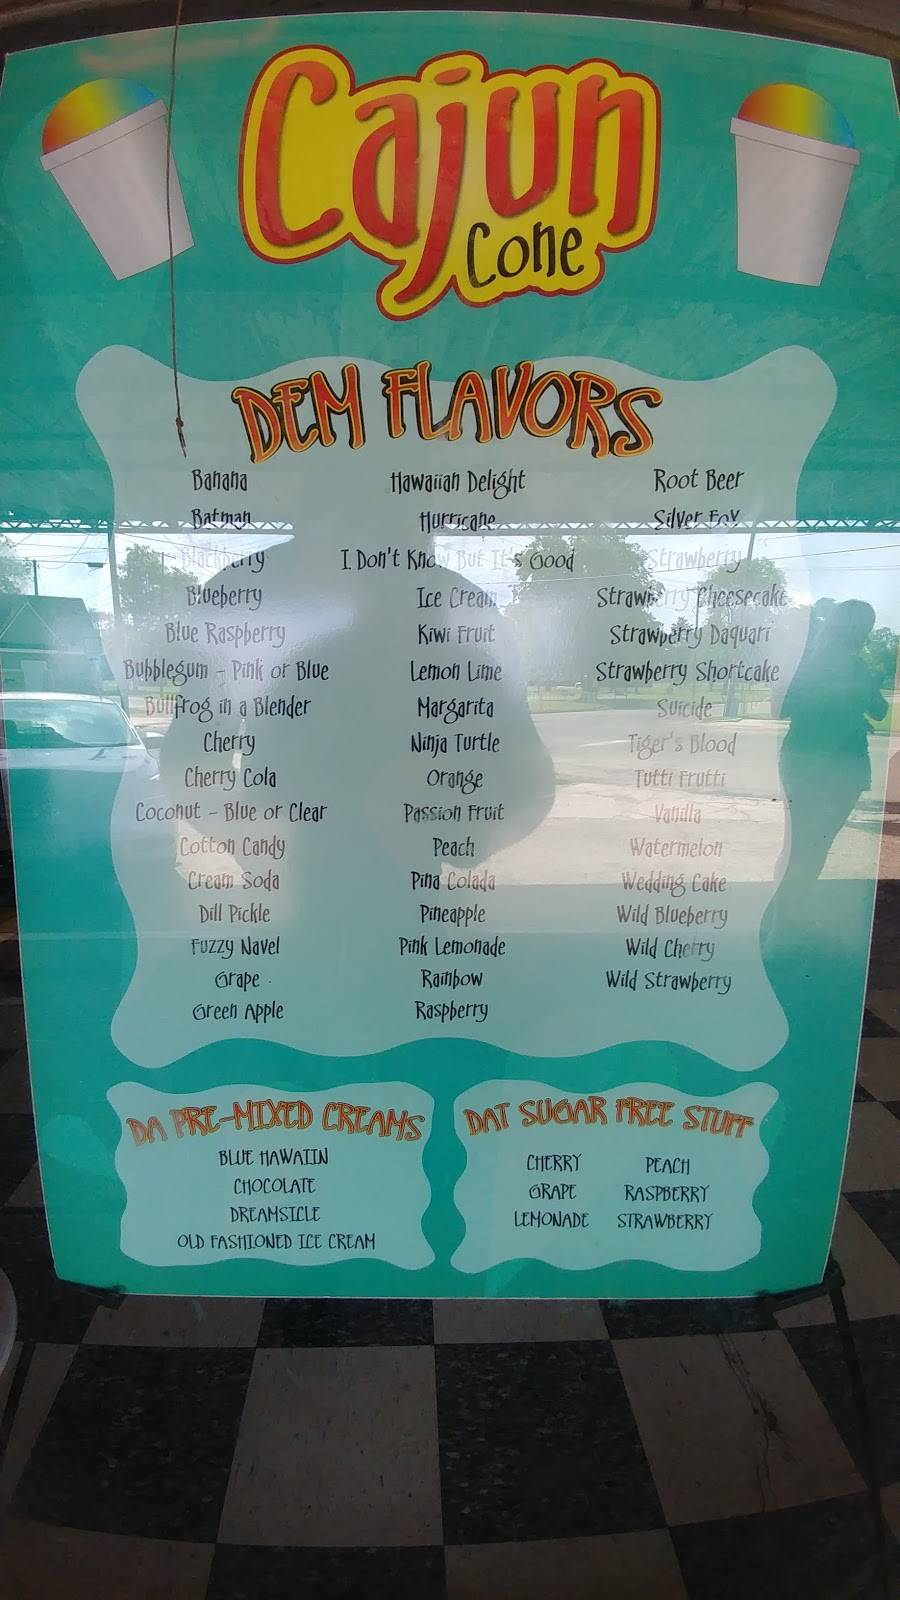 Cajun
Cone
DEM FLAVORS
Banana
Batman
Blackberry
Blueberry
Blue Raspberry
Bubblegum - Pink or Blue
Bullfrog in a Blender
Cherry
Cherry Cola
Coconut - Blue or Clear
Cotton Candy
Cream Soda
Dill Pickle
Fuzzy Navel
Grape
Green Apple
Hawaiian Delight
Hurricane
I Don't Know But It's Good
Ice Cream
Kiwi Fruit
Lemon Lime
Margarita
Ninja Turtle
Orange
Passion Fruit
Peach
Pina Colada
Pineapple
Pink Lemonade
Rainbow
Raspberry
Root Beer
Silver Fox
Strawberry
Strawberry Cheesecake
Strawberry Daquari
Strawberry Shortcake
Suicide
Tiger's Blood
Tutti Frutti
Vanilla
Watermelon
Wedding Cake
Wild Blueberry
Wild Cherry
Wild Strawberry
DA PRE-MIXED CREAMS
BLUE HAWAIIN
CHOCOLATE
DREAMSICLE
OLD FASHIONED ICE CREAM
DAT SUGAR FREE STUFF
CHERRY
GRAPE
LEMONADE
PEACH
RASPBERRY
STRAWBERRY